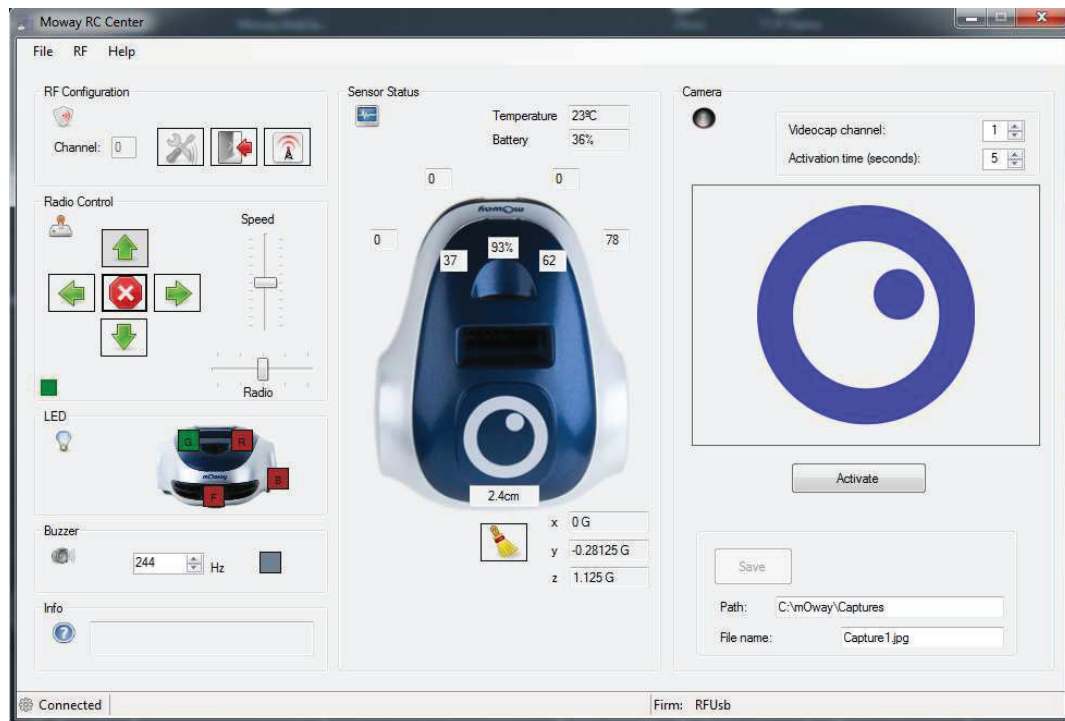 Moway RC Center
File RF Help
RF Configuration
Channel: 0
Radio Control
Speed
Radio
LED
G R
B
F
mOway
Buzzer
244 Hz
Info
Sensor Status
Temperature 23ºC
Battery 36%
0 0
mOway
0 93% 78
37 62
2.4cm
x 0 G
y -0.28125 G
z 1.125 G
Camera
Videocap channel: 1
Activation time (seconds): 5
Activate
Save
Path: C:\mOway\Captures
File name: Capture1.jpg
Connected Firm: RFUsb